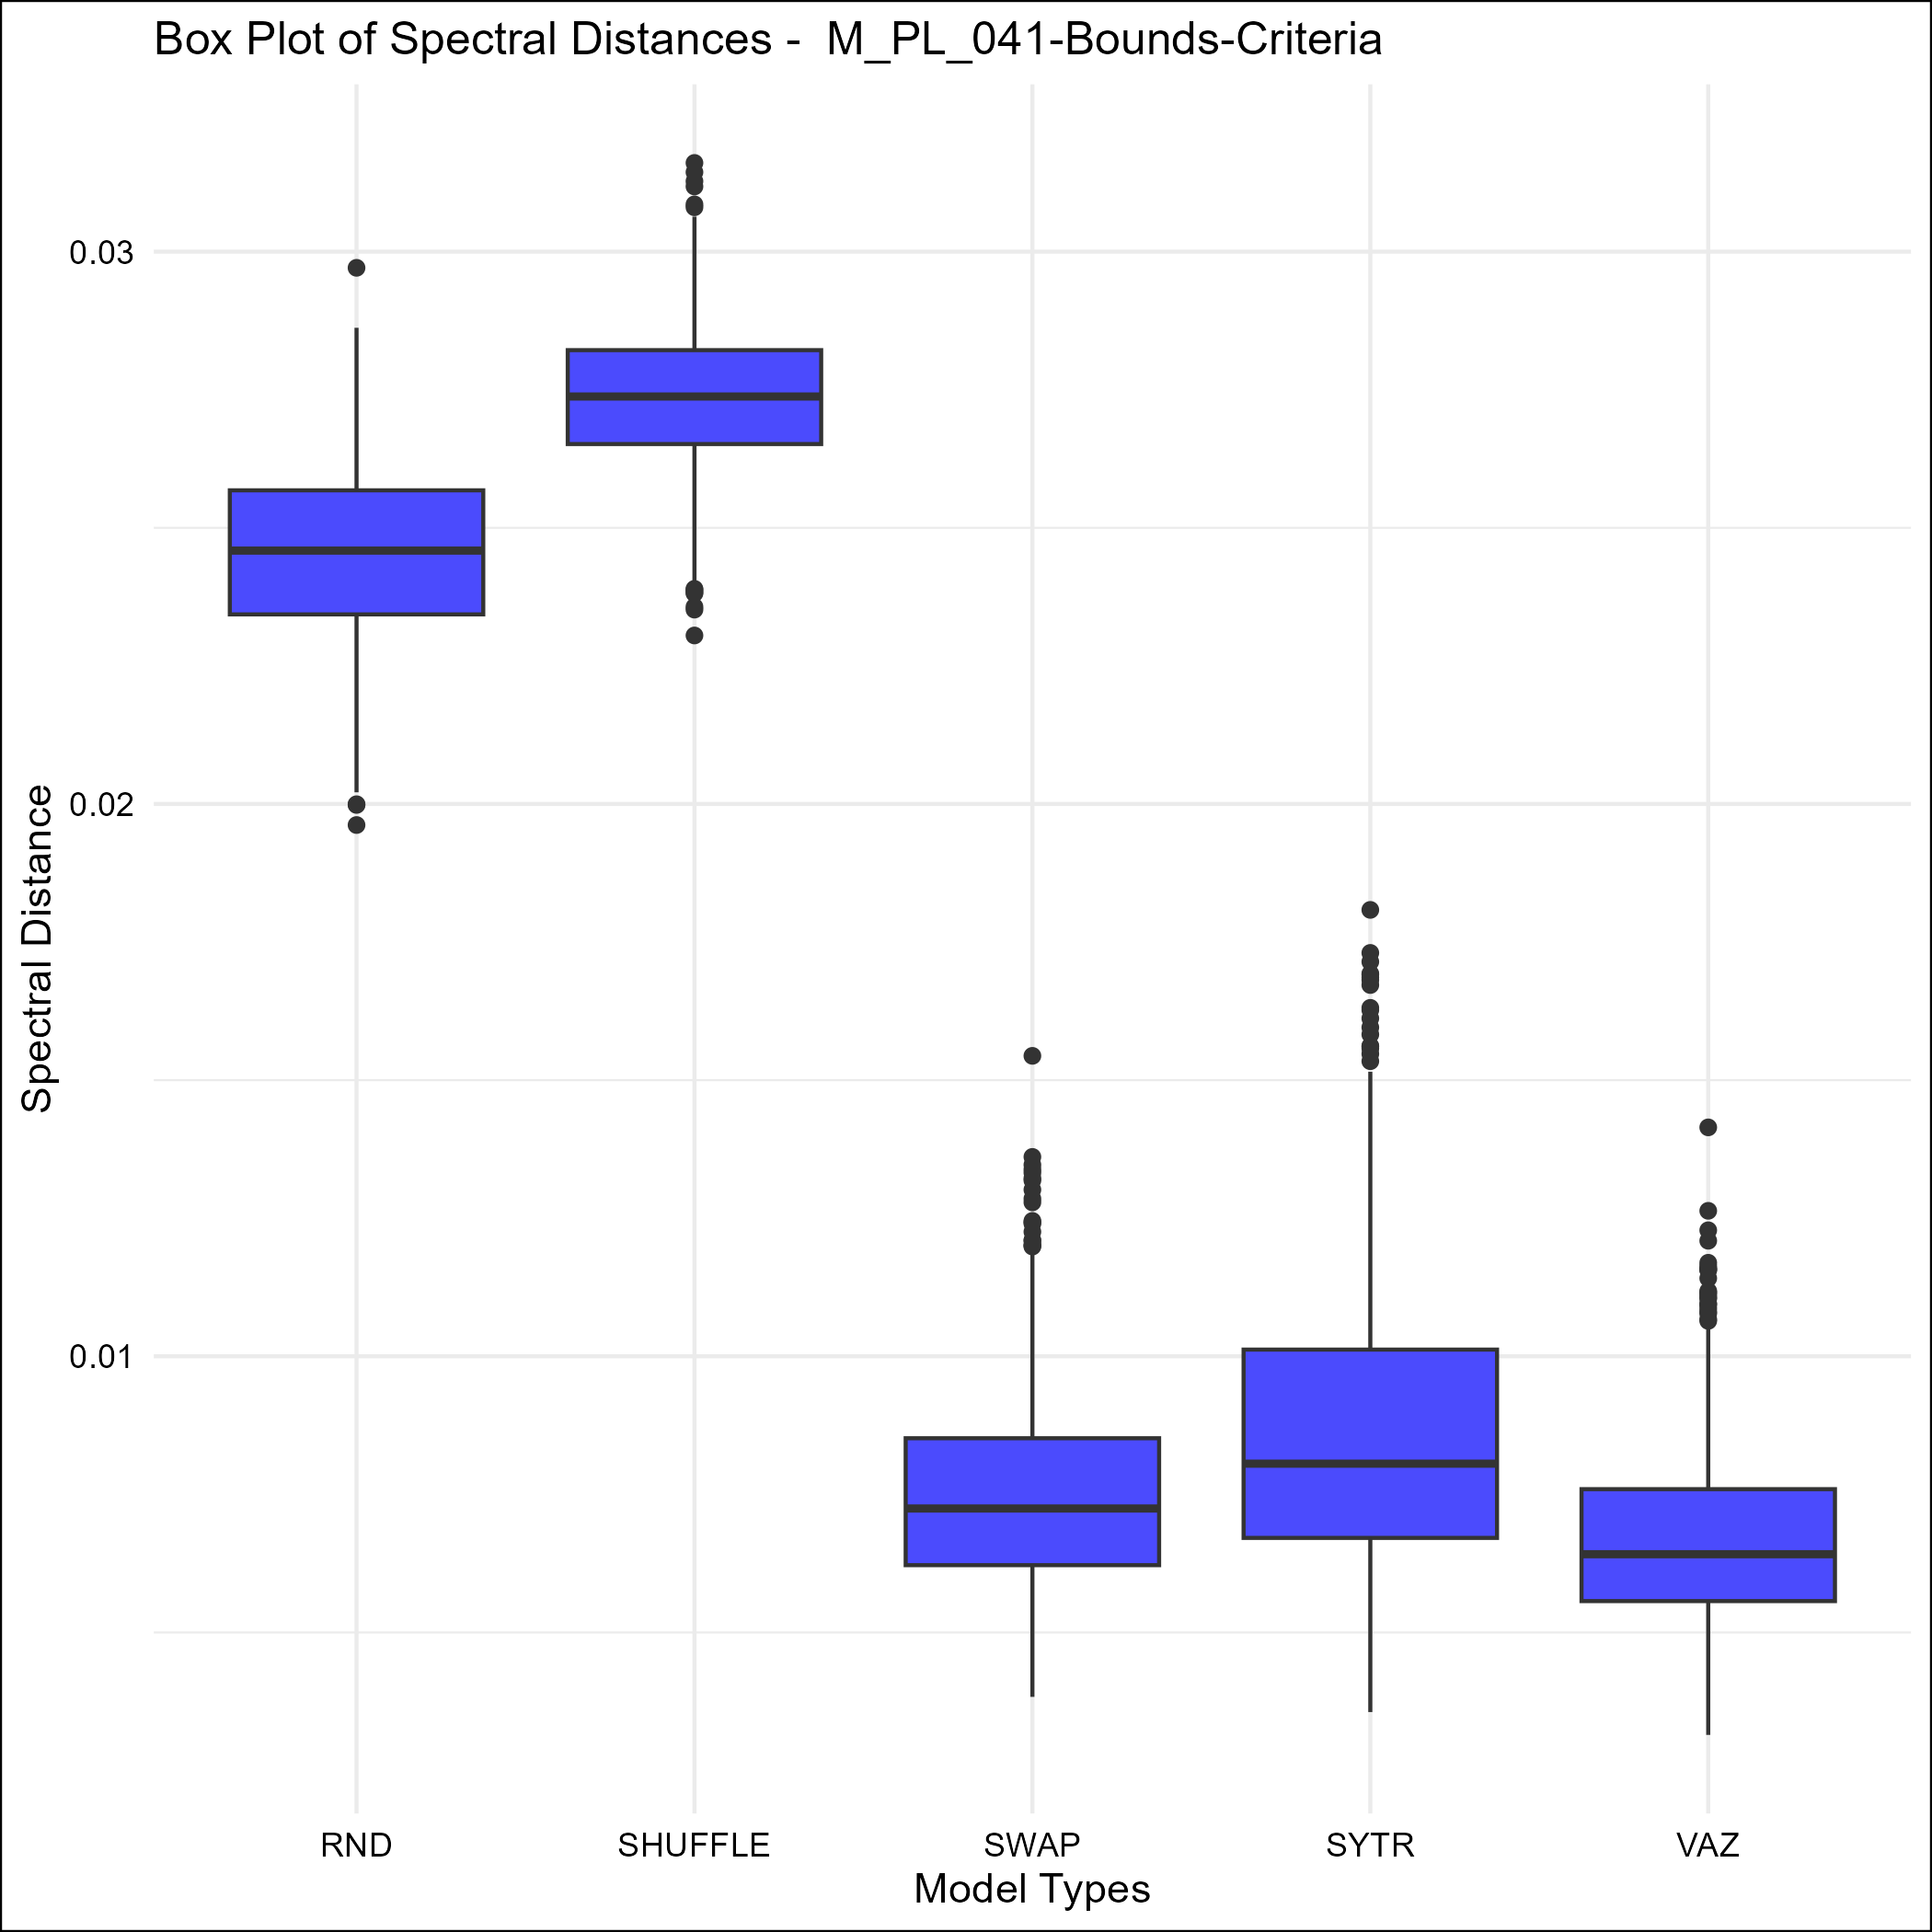 Box Plot of Spectral Distances -  M_PL_041-Bounds-Criteria
0.03
0.02
0.01
Spectral Distance
RND SHUFFLE SWAP SYTR VAZ
Model Types